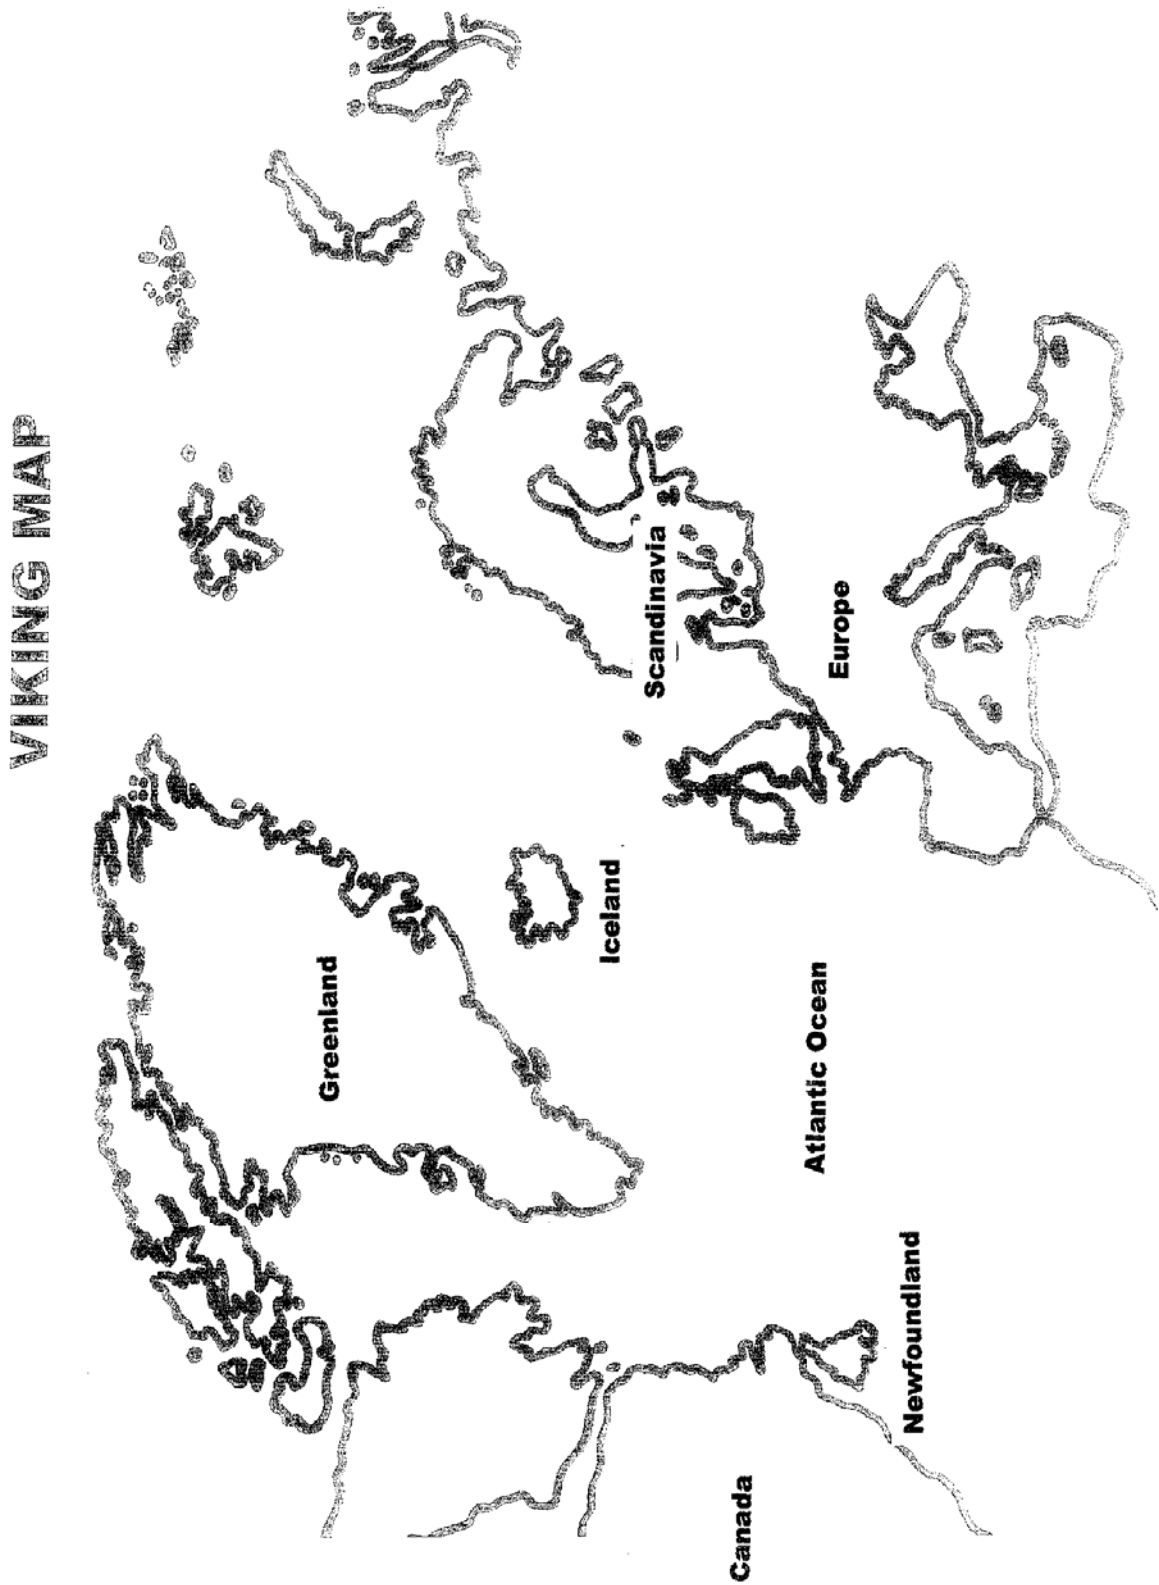 VIKING MAP
Greenland
Iceland
Scandinavia
Europe
Atlantic Ocean
Newfoundland
Canada